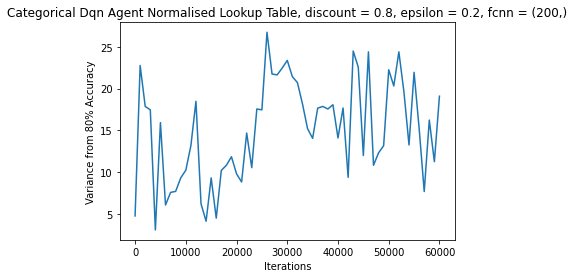 Categorical Dqn Agent Normalised Lookup Table, discount = 0.8, epsilon = 0.2, fcnn = (200,)
Variance from 80% Accuracy
25
20
15
10
5
0 10000 20000 30000 40000 50000 60000
Iterations